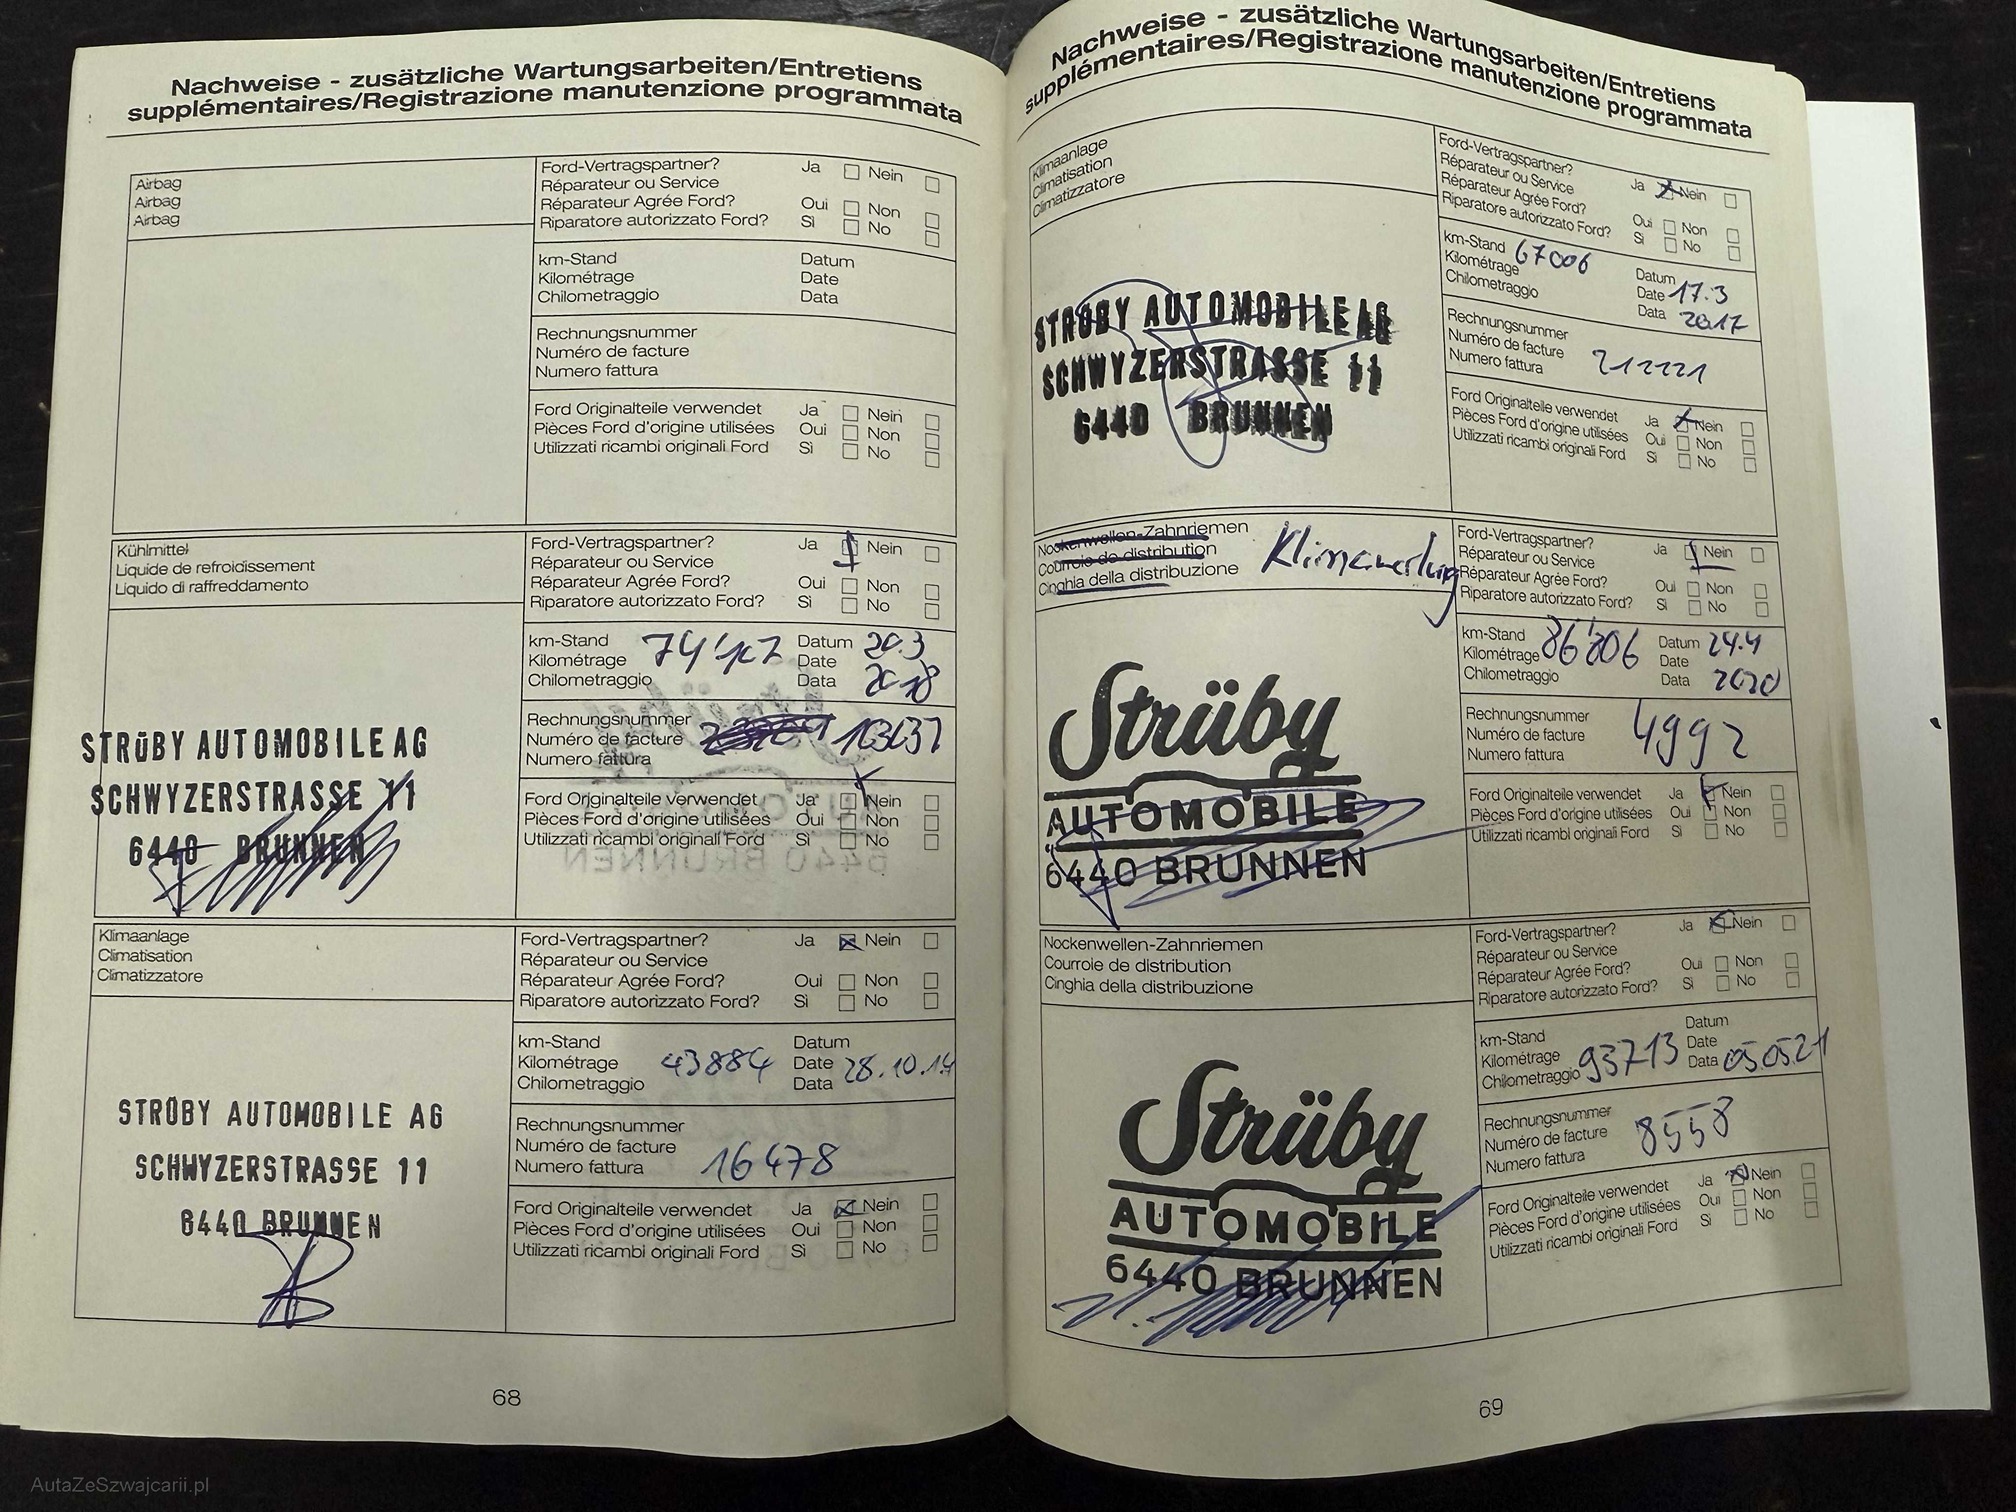 Nachweise - zusätzliche Wartungsarbeiten/Entretiens
supplémentaires/Registrazione manutenzione programmata
Airbag
Airbag
Airbag
Ford-Vertragspartner? Ja Nein
Réparateur ou Service
Réparateur Agrée Ford? Oui Non
Riparatore autorizzato Ford? Sì No
km-Stand Datum
Kilométrage Date
Chilometraggio Data
Rechnungsnummer
Numéro de facture
Numero fattura
Ford Originalteile verwendet Ja Nein
Pièces Ford d'origine utilisées Oui Non
Utilizzati ricambi originali Ford Sì No
Kühlmittel
Liquide de refroidissement
Liquido di raffreddamento
STRÜBY AUTOMOBILE AG
SCHWYZERSTRASSE 11
6440 BRUNNEN
Ford-Vertragspartner? Ja Nein
Réparateur ou Service
Réparateur Agrée Ford? Oui Non
Riparatore autorizzato Ford? Sì No
km-Stand Datum 20.3
Kilométrage Date
Chilometraggio Data 2018
Rechnungsnummer
Numéro de facture 103037
Numero fattura
Ford Originalteile verwendet Ja Nein
Pièces Ford d'origine utilisées Oui Non
Utilizzati ricambi originali Ford Sì No
Klimaanlage
Climatisation
Climatizzatore
STRÜBY AUTOMOBILE AG
SCHWYZERSTRASSE 11
6440 BRUNNEN
Ford-Vertragspartner? Ja Nein
Réparateur ou Service
Réparateur Agrée Ford? Oui Non
Riparatore autorizzato Ford? Sì No
km-Stand Datum
Kilométrage 43884 Date 28.10.14
Chilometraggio Data
Rechnungsnummer
Numéro de facture
Numero fattura 16478
Ford Originalteile verwendet Ja Nein
Pièces Ford d'origine utilisées Oui Non
Utilizzati ricambi originali Ford Sì No
68
Nachweise - zusätzliche Wartungsarbeiten/Entretiens
supplémentaires/Registrazione manutenzione programmata
Klimaanlage
Climatisation
Climatizzatore
STRÜBY AUTOMOBILE AG
SCHWYZERSTRASSE 11
6440 BRUNNEN
Ford-Vertragspartner? Ja Nein
Réparateur ou Service
Réparateur Agrée Ford? Oui Non
Riparatore autorizzato Ford? Sì No
km-Stand 67006 Datum
Kilométrage Date 17.3
Chilometraggio Data 2017
Rechnungsnummer
Numéro de facture 212221
Numero fattura
Ford Originalteile verwendet Ja Nein
Pièces Ford d'origine utilisées Oui Non
Utilizzati ricambi originali Ford Sì No
Nockenwellen-Zahnriemen
Courroie de distribution
Cinghia della distribuzione
Strüby
AUTOMOBILE
6440 BRUNNEN
Ford-Vertragspartner? Ja Nein
Réparateur ou Service
Réparateur Agrée Ford? Oui Non
Riparatore autorizzato Ford? Sì No
km-Stand 86'806 Datum 24.4
Kilométrage Date
Chilometraggio Data 2020
Rechnungsnummer
Numéro de facture 4992
Numero fattura
Ford Originalteile verwendet Ja Nein
Pièces Ford d'origine utilisées Oui Non
Utilizzati ricambi originali Ford Sì No
Nockenwellen-Zahnriemen
Courroie de distribution
Cinghia della distribuzione
Strüby
AUTOMOBILE
6440 BRUNNEN
Ford-Vertragspartner? Ja Nein
Réparateur ou Service
Réparateur Agrée Ford? Oui Non
Riparatore autorizzato Ford? Sì No
km-Stand Datum
Kilométrage 93713 Date
Chilometraggio Data 05.05.21
Rechnungsnummer
Numéro de facture 8558
Numero fattura
Ford Originalteile verwendet Ja Nein
Pièces Ford d'origine utilisées Oui Non
Utilizzati ricambi originali Ford Sì No
69
AutaZeSzwajcarii.pl